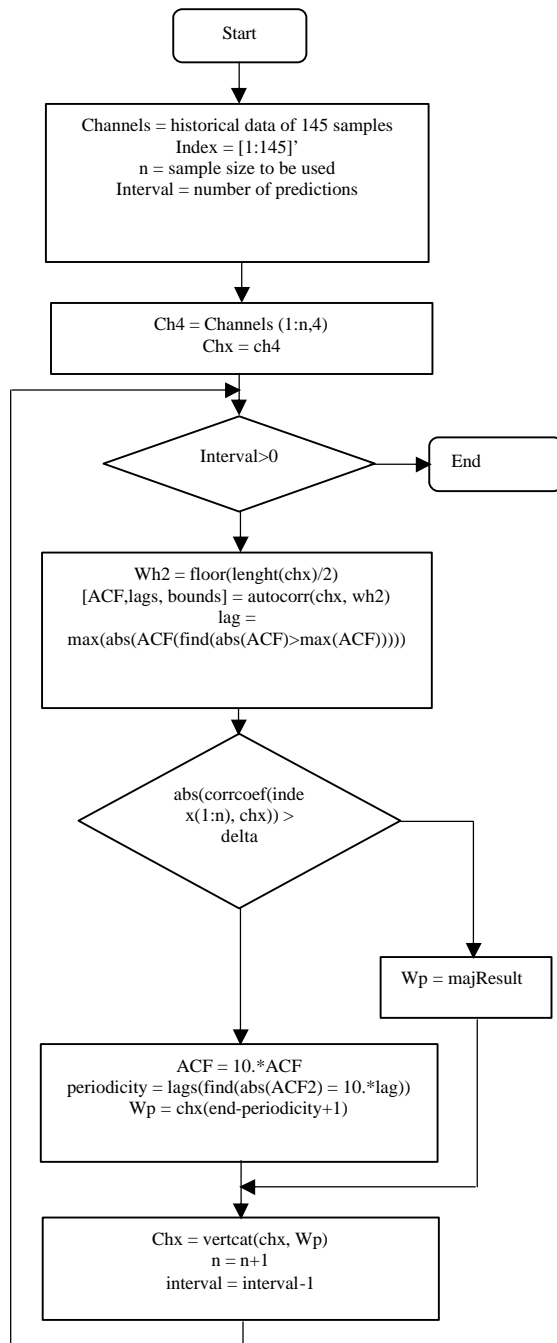 Start
Channels = historical data of 145 samples
Index = [1:145]’
n = sample size to be used
Interval = number of predictions
Ch4 = Channels (1:n,4)
Chx = ch4
Interval>0
End
Wh2 = floor(lenght(chx)/2)
[ACF,lags, bounds] = autocorr(chx, wh2)
lag =
max(abs(ACF(find(abs(ACF)>max(ACF)))))
abs(corrcoef(inde
x(1:n), chx)) >
delta
Wp = majResult
ACF = 10.*ACF
periodicity = lags(find(abs(ACF2) = 10.*lag))
Wp = chx(end-periodicity+1)
Chx = vertcat(chx, Wp)
n = n+1
interval = interval-1